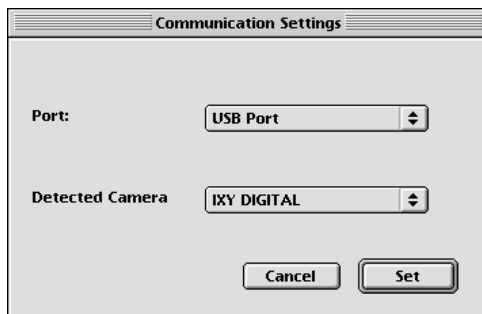 Communication Settings
Port:
USB Port
Detected Camera
IXY DIGITAL
Cancel
Set